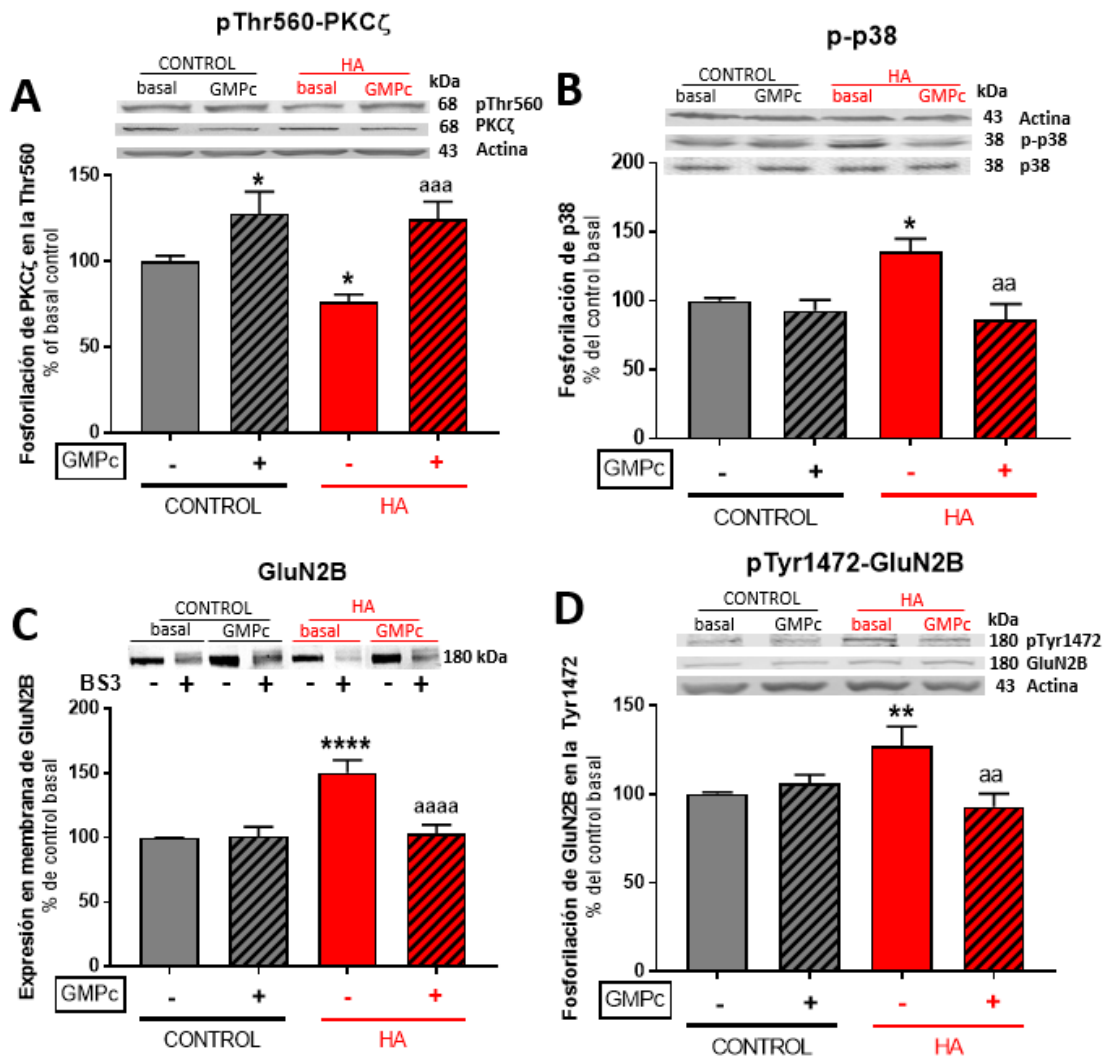 A
pThr560-PKCζ
CONTROL HA
basal GMPc basal GMPc kDa
68 pThr560
68 PKCζ
43 Actina
Fosforilación de PKCζ en la Thr560
% of basal control
150
100
50
0
* * aaa
GMPc - + - +
CONTROL HA
B
p-p38
CONTROL HA
basal GMPc basal GMPc kDa
43 Actina
38 p-p38
38 p38
Fosforilación de p38
% del control basal
200
150
100
50
0
* aa
GMPc - + - +
CONTROL HA
C
GluN2B
CONTROL HA
basal GMPc basal GMPc
180 kDa
BS3 - + - + - + - +
Expresión en membrana de GluN2B
% de control basal
200
150
100
50
0
**** aaaa
GMPc - + - +
CONTROL HA
D
pTyr1472-GluN2B
CONTROL HA
basal GMPc basal GMPc kDa
180 pTyr1472
180 GluN2B
43 Actina
Fosforilación de GluN2B en la Tyr1472
% del control basal
150
100
50
0
** aa
GMPc - + - +
CONTROL HA